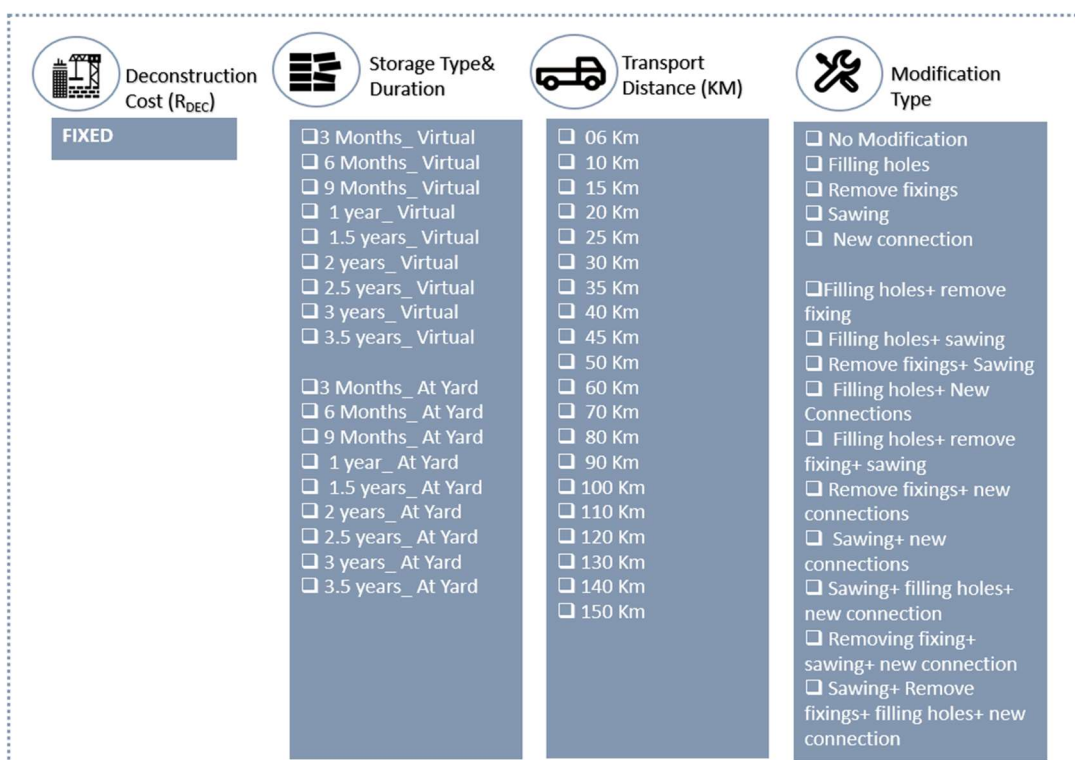 Deconstruction
Cost (RDEC)
FIXED
Storage Type&
Duration
❑3 Months_ Virtual
❑ 6 Months_ Virtual
❑ 9 Months_ Virtual
❑ 1 year_ Virtual
❑ 1.5 years_ Virtual
❑ 2 years_ Virtual
❑ 2.5 years_ Virtual
❑ 3 years_ Virtual
❑ 3.5 years_ Virtual
❑3 Months_ At Yard
❑ 6 Months_ At Yard
❑ 9 Months_ At Yard
❑ 1 year_ At Yard
❑ 1.5 years_ At Yard
❑ 2 years_ At Yard
❑ 2.5 years_ At Yard
❑ 3 years_ At Yard
❑ 3.5 years_ At Yard
Transport
Distance (KM)
❑ 06 Km
❑ 10 Km
❑ 15 Km
❑ 20 Km
❑ 25 Km
❑ 30 Km
❑ 35 Km
❑ 40 Km
❑ 45 Km
❑ 50 Km
❑ 60 Km
❑ 70 Km
❑ 80 Km
❑ 90 Km
❑ 100 Km
❑ 110 Km
❑ 120 Km
❑ 130 Km
❑ 140 Km
❑ 150 Km
Modification
Type
❑ No Modification
❑ Filling holes
❑ Remove fixings
❑ Sawing
❑ New connection
❑Filling holes+ remove
fixing
❑ Filling holes+ sawing
❑ Remove fixings+ Sawing
❑ Filling holes+ New
Connections
❑ Filling holes+ remove
fixing+ sawing
❑ Remove fixings+ new
connections
❑ Sawing+ new
connections
❑ Sawing+ filling holes+
new connection
❑ Removing fixing+
sawing+ new connection
❑ Sawing+ Remove
fixings+ filling holes+ new
connection